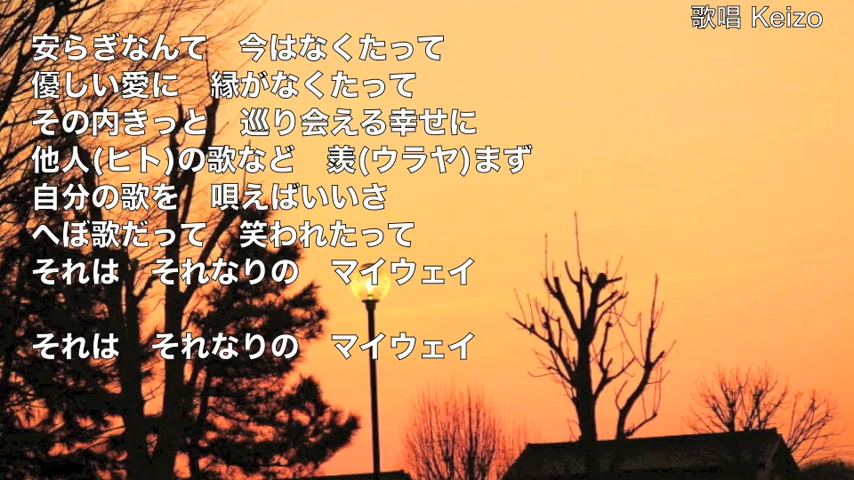 歌唱 Keizo
安らぎなんて　今はなくたって
優しい愛に　縁がなくたって
その内きっと　巡り会える幸せに
他人(ヒト)の歌など　羨(ウラヤ)まず
自分の歌を　唄えばいいさ
へぼ歌だって　笑われたって
それは　それなりの　マイウェイ
それは　それなりの　マイウェイ